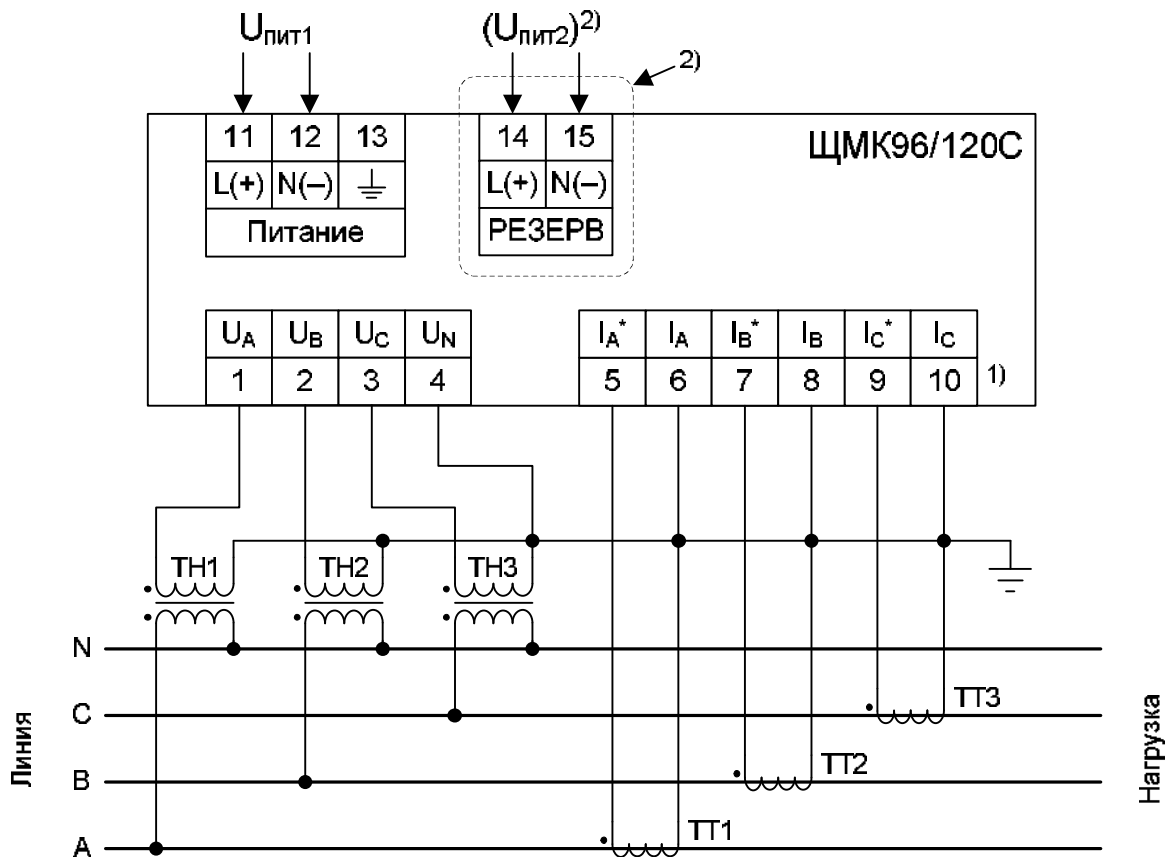 Uпит1 (Uпит2)2) 2)
11 12 13 14 15 ЩМК96/120С
L(+) N(–) L(+) N(–)
Питание РЕЗЕРВ
UA UB UC UN IA* IA IB* IB IC* IC
1 2 3 4 5 6 7 8 9 10 1)
ТН1 ТН2 ТН3
N
C ТТ3
B ТТ2
A ТТ1
Линия
Нагрузка